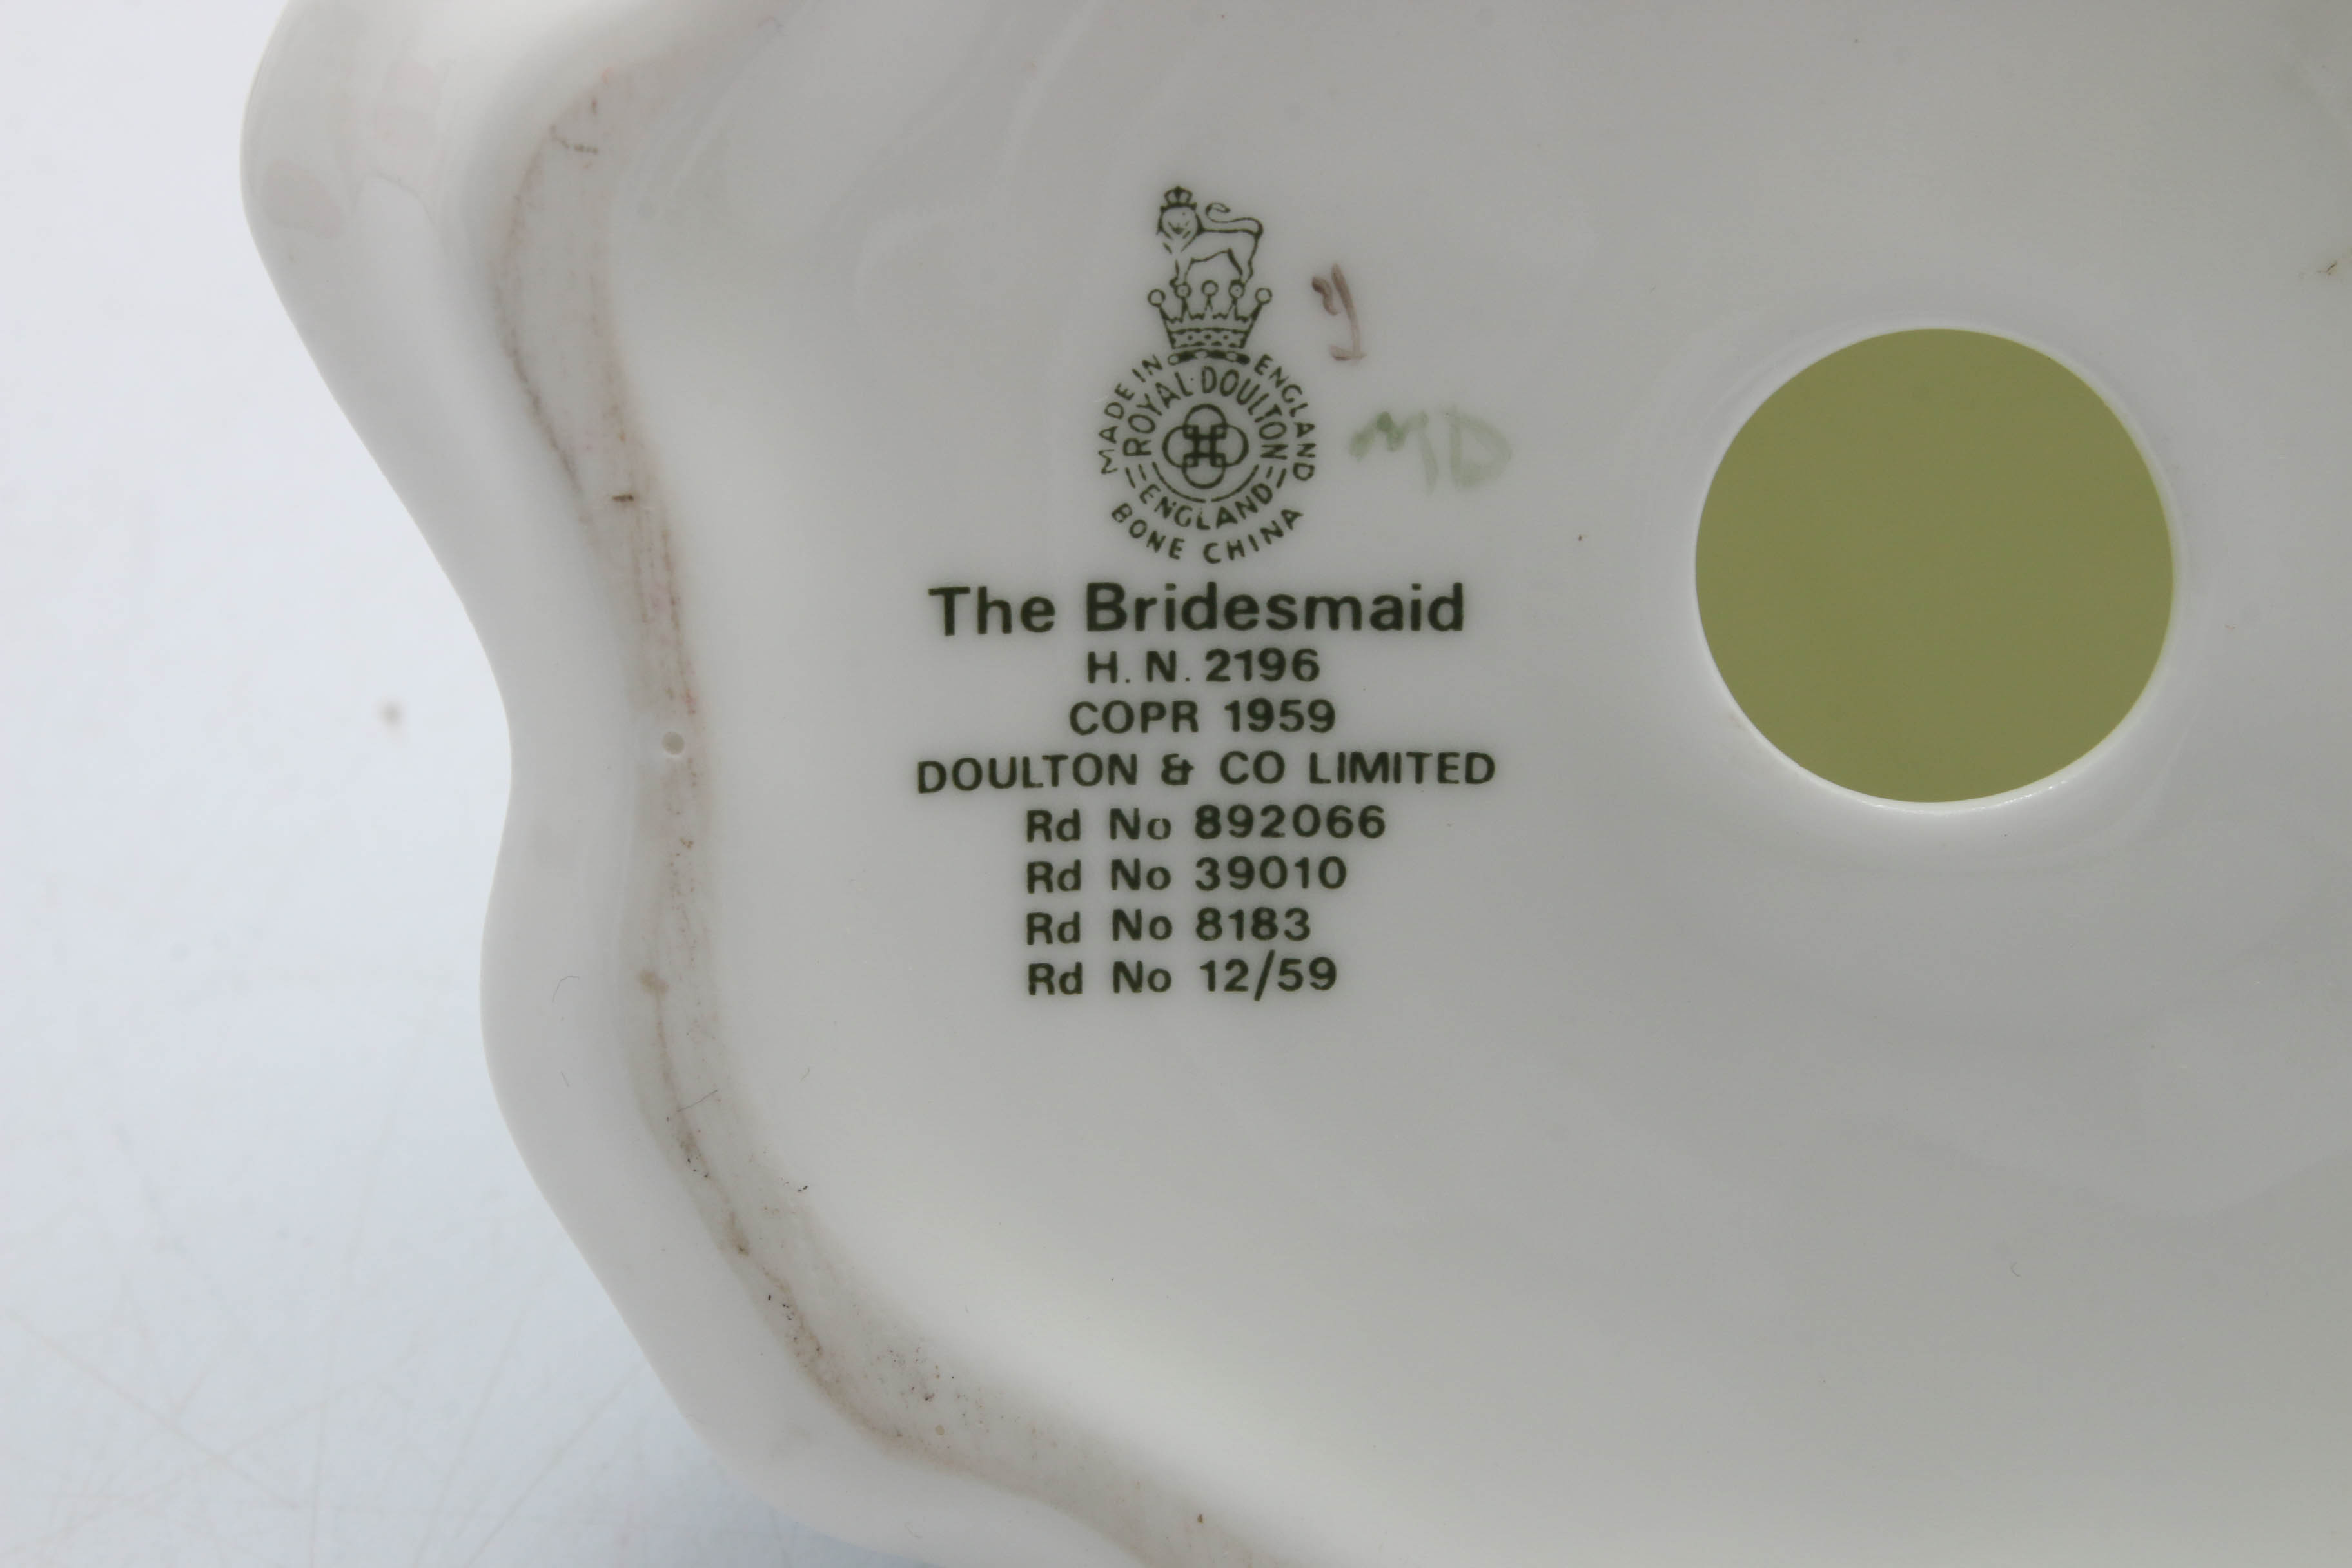 MADE IN ENGLAND
ROYAL·DOULTON
ENGLAND
BONE CHINA
MD
The Bridesmaid
H. N. 2196
COPR 1959
DOULTON & CO LIMITED
Rd No 892066
Rd No 39010
Rd No 8183
Rd No 12/59